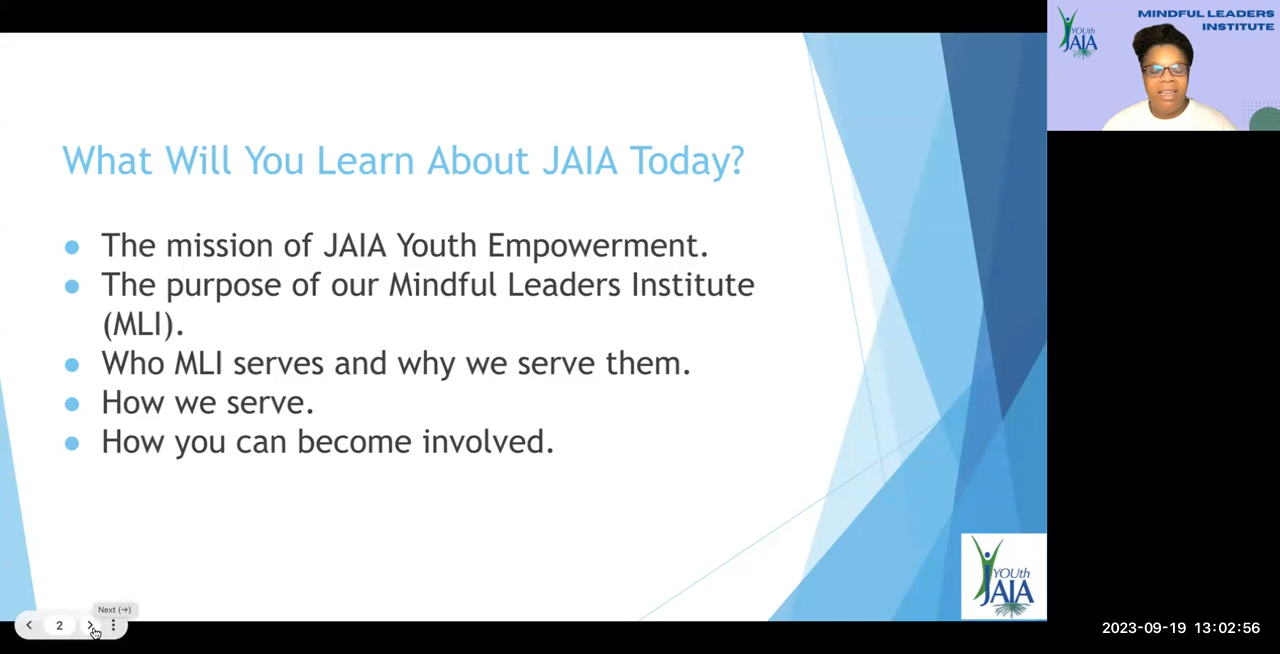 MINDFUL LEADERS
INSTITUTE
YOUth
JAIA
What Will You Learn About JAIA Today?
● The mission of JAIA Youth Empowerment.
● The purpose of our Mindful Leaders Institute
(MLI).
● Who MLI serves and why we serve them.
● How we serve.
● How you can become involved.
YOUth
JAIA
Next (→)
2
2023-09-19 13:02:56